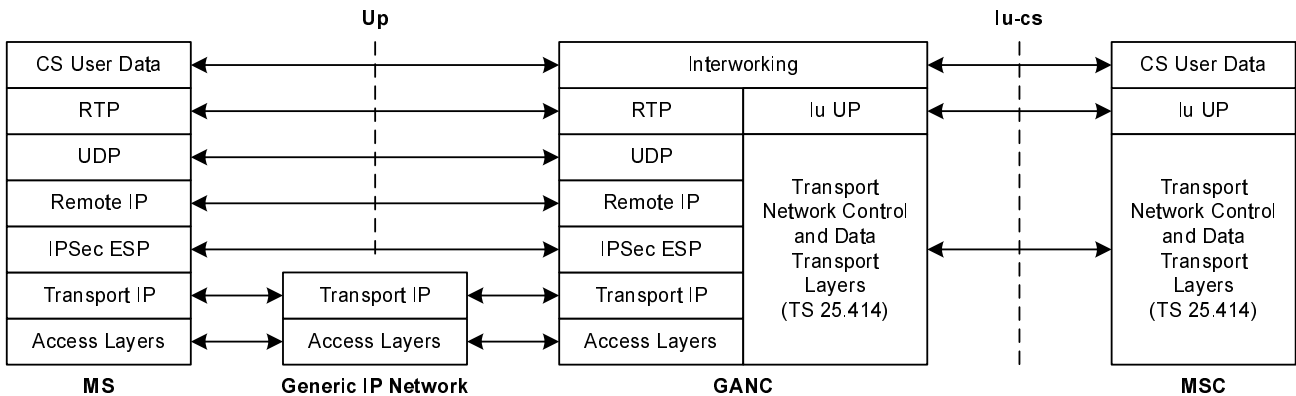 Up
Iu-cs
CS User Data
Interworking
CS User Data
RTP
RTP
Iu UP
Iu UP
UDP
UDP
Remote IP
Remote IP
IPSec ESP
IPSec ESP
Transport
Network Control
and Data
Transport
Layers
(TS 25.414)
Transport
Network Control
and Data
Transport
Layers
(TS 25.414)
Transport IP
Transport IP
Transport IP
Access Layers
Access Layers
Access Layers
MS
Generic IP Network
GANC
MSC